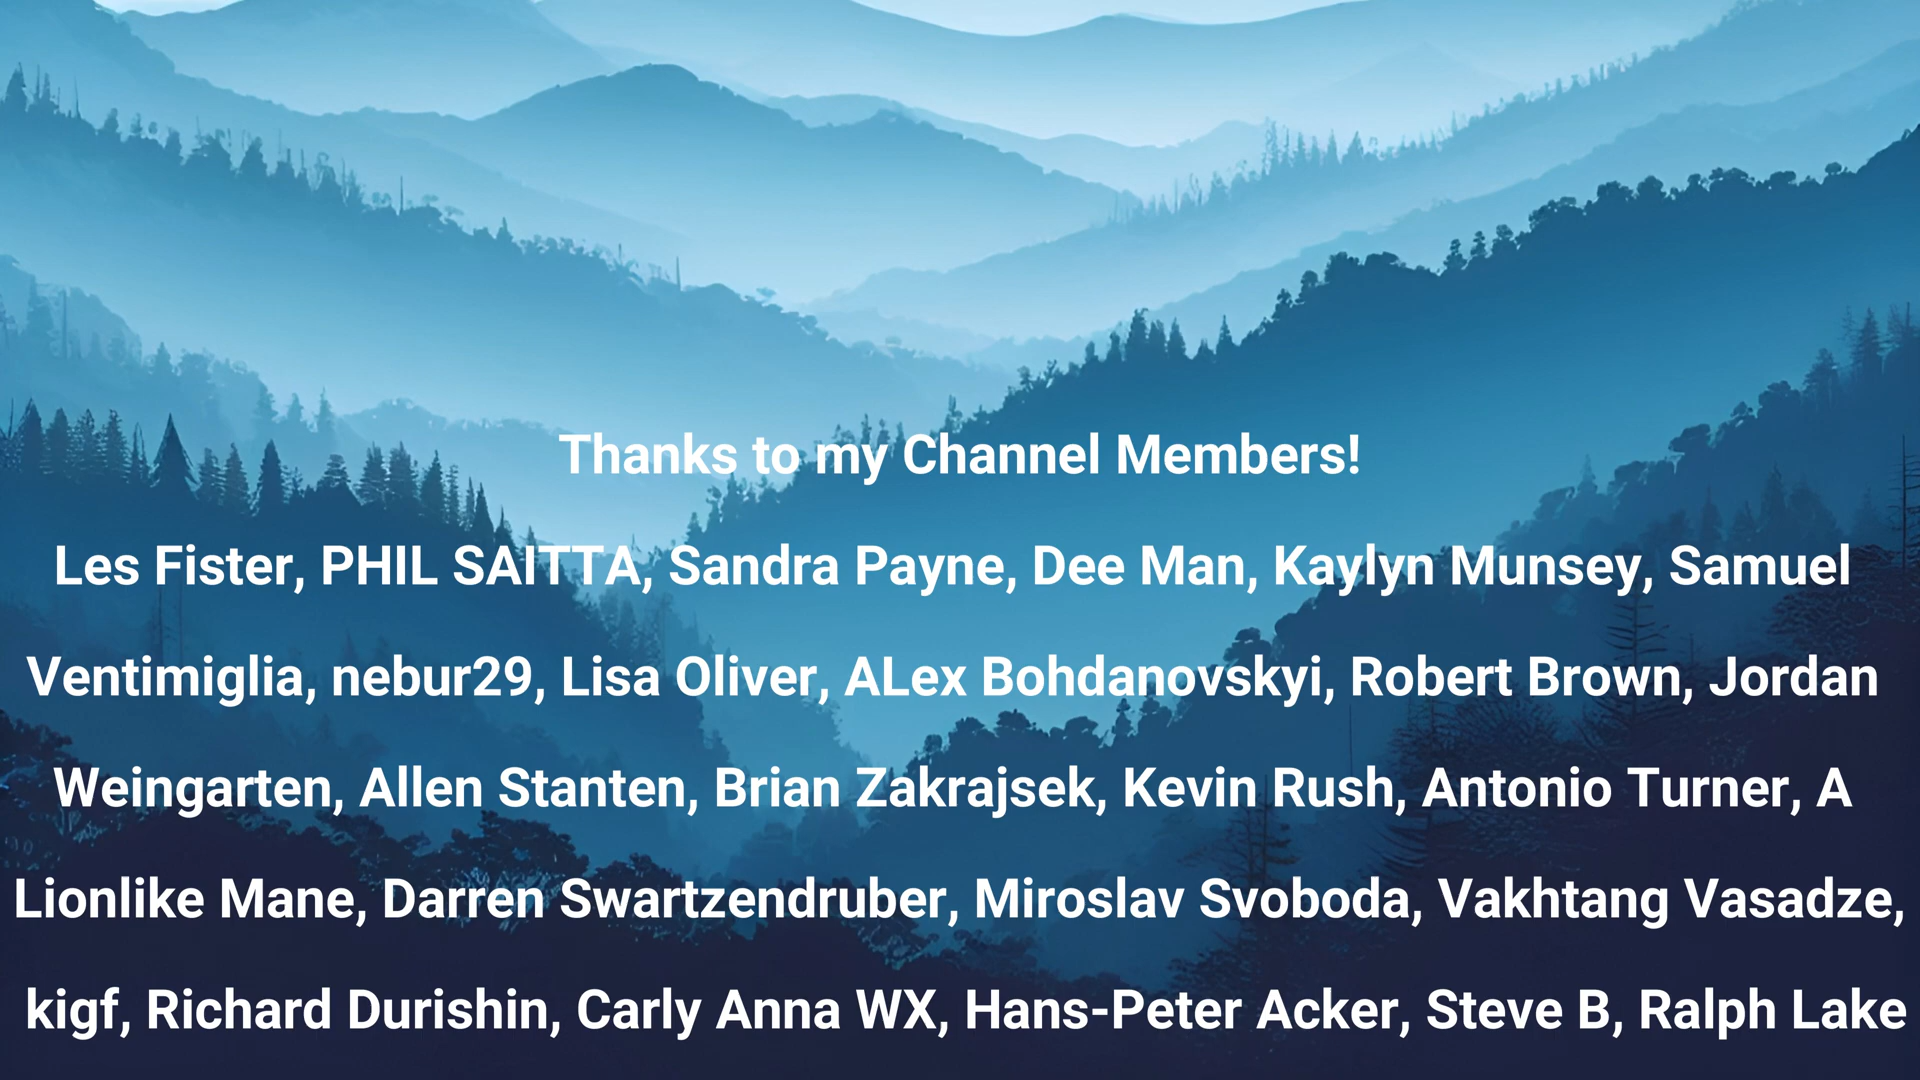 Thanks to my Channel Members!
Les Fister, PHIL SAITTA, Sandra Payne, Dee Man, Kaylyn Munsey, Samuel
Ventimiglia, nebur29, Lisa Oliver, ALex Bohdanovskyi, Robert Brown, Jordan
Weingarten, Allen Stanten, Brian Zakrajsek, Kevin Rush, Antonio Turner, A
Lionlike Mane, Darren Swartzendruber, Miroslav Svoboda, Vakhtang Vasadze,
kigf, Richard Durishin, Carly Anna WX, Hans-Peter Acker, Steve B, Ralph Lake